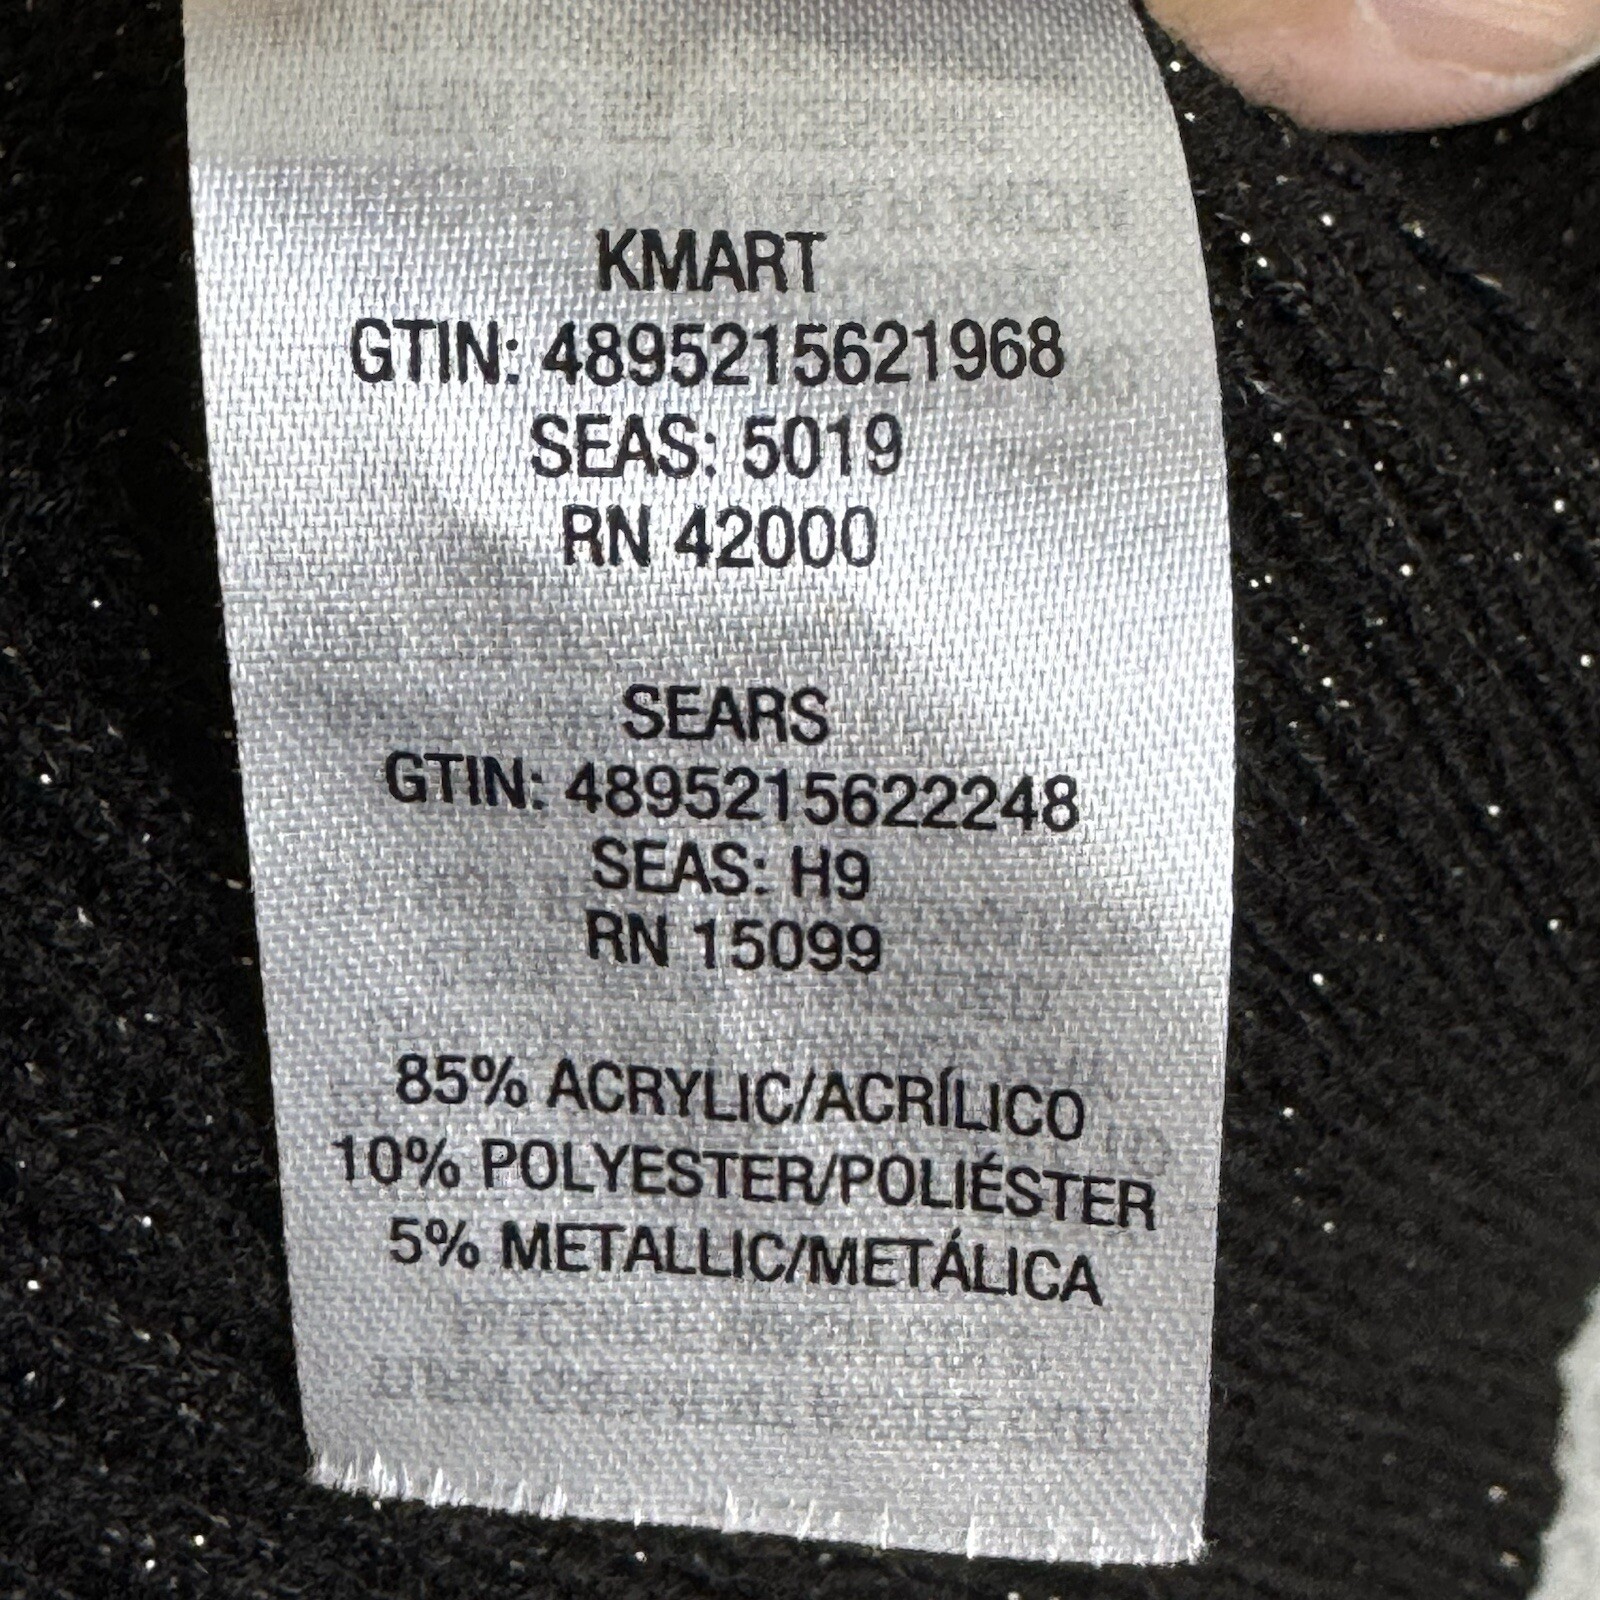 KMART
GTIN: 4895215621968
SEAS: 5019
RN 42000
SEARS
GTIN: 4895215622248
SEAS: H9
RN 15099
85% ACRYLIC/ACRÍLICO
10% POLYESTER/POLIÉSTER
5% METALLIC/METÁLICA